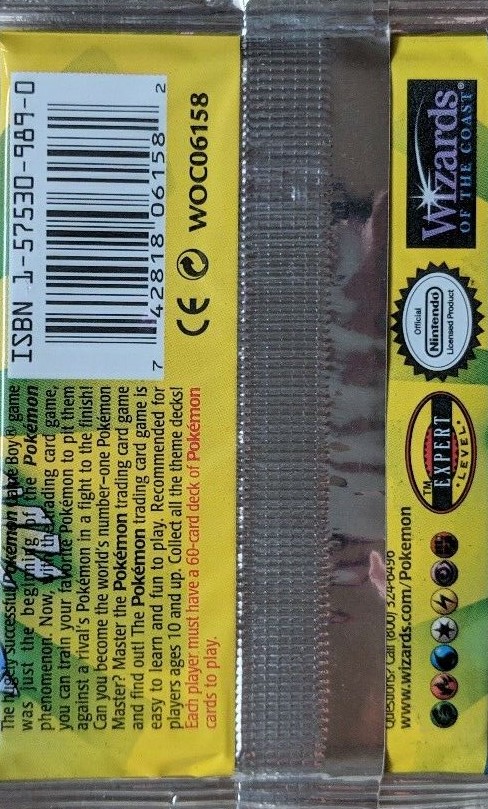 ISBN 1-57530-989-0
7 42818 06158 2
CE WOC06158
The successful Pokémon Boy® game
was just the beginning of the Pokémon
phenomenon. Now, with the trading card game,
you can train your favorite Pokémon to pit them
against a rival's Pokémon in a fight to the finish!
Can you become the world's number-one Pokémon
Master? Master the Pokémon trading card game
and find out! The Pokémon trading card game is
easy to learn and fun to play. Recommended for
players ages 10 and up. Collect all the theme decks!
Each player must have a 60-card deck of Pokémon
cards to play.
Wizards®
OF THE COAST
Official
Nintendo
Licensed Product
TM
EXPERT
LEVEL
Questions? Call (800) 324-6496
www.wizards.com/Pokemon